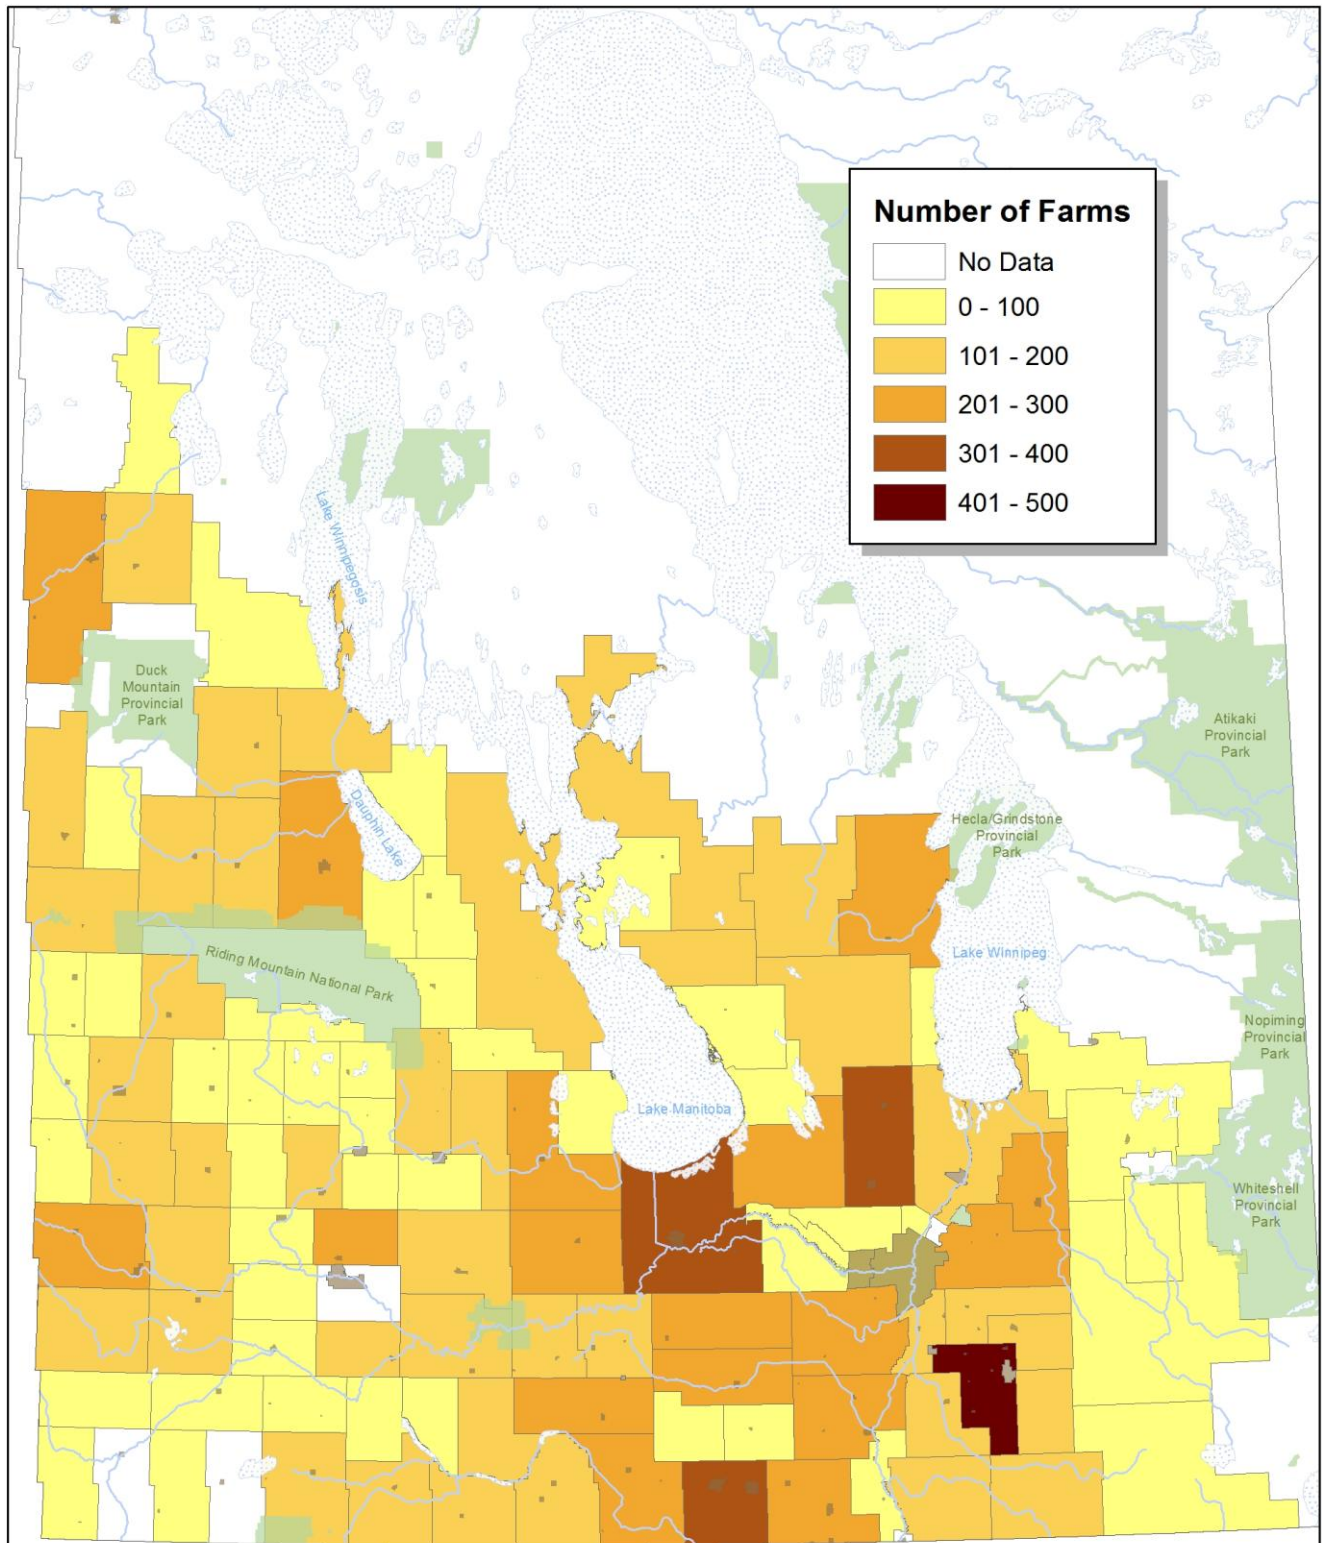 Number of Farms
No Data
0 - 100
101 - 200
201 - 300
301 - 400
401 - 500
Lake Winnipegosis
Duck
Mountain
Provincial
Park
Atikaki
Provincial
Park
Dauphin Lake
Hecla/Grindstone
Provincial
Park
Riding Mountain National Park
Lake Winnipeg
Nopiming
Provincial
Park
Lake Manitoba
Whiteshell
Provincial
Park